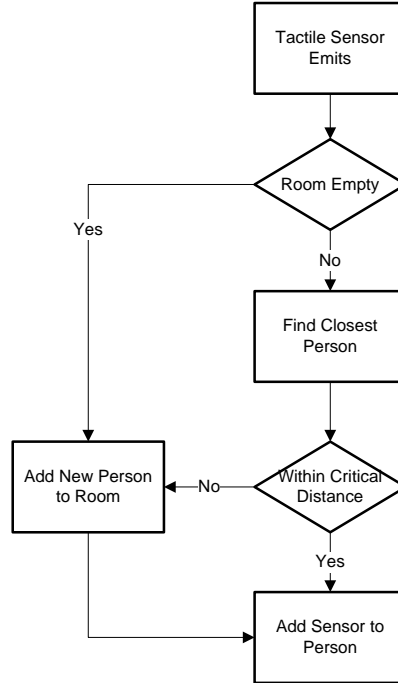 Tactile Sensor
Emits
Room Empty
Yes
No
Find Closest
Person
Within Critical
Distance
Add New Person
to Room
No
Yes
Add Sensor to
Person